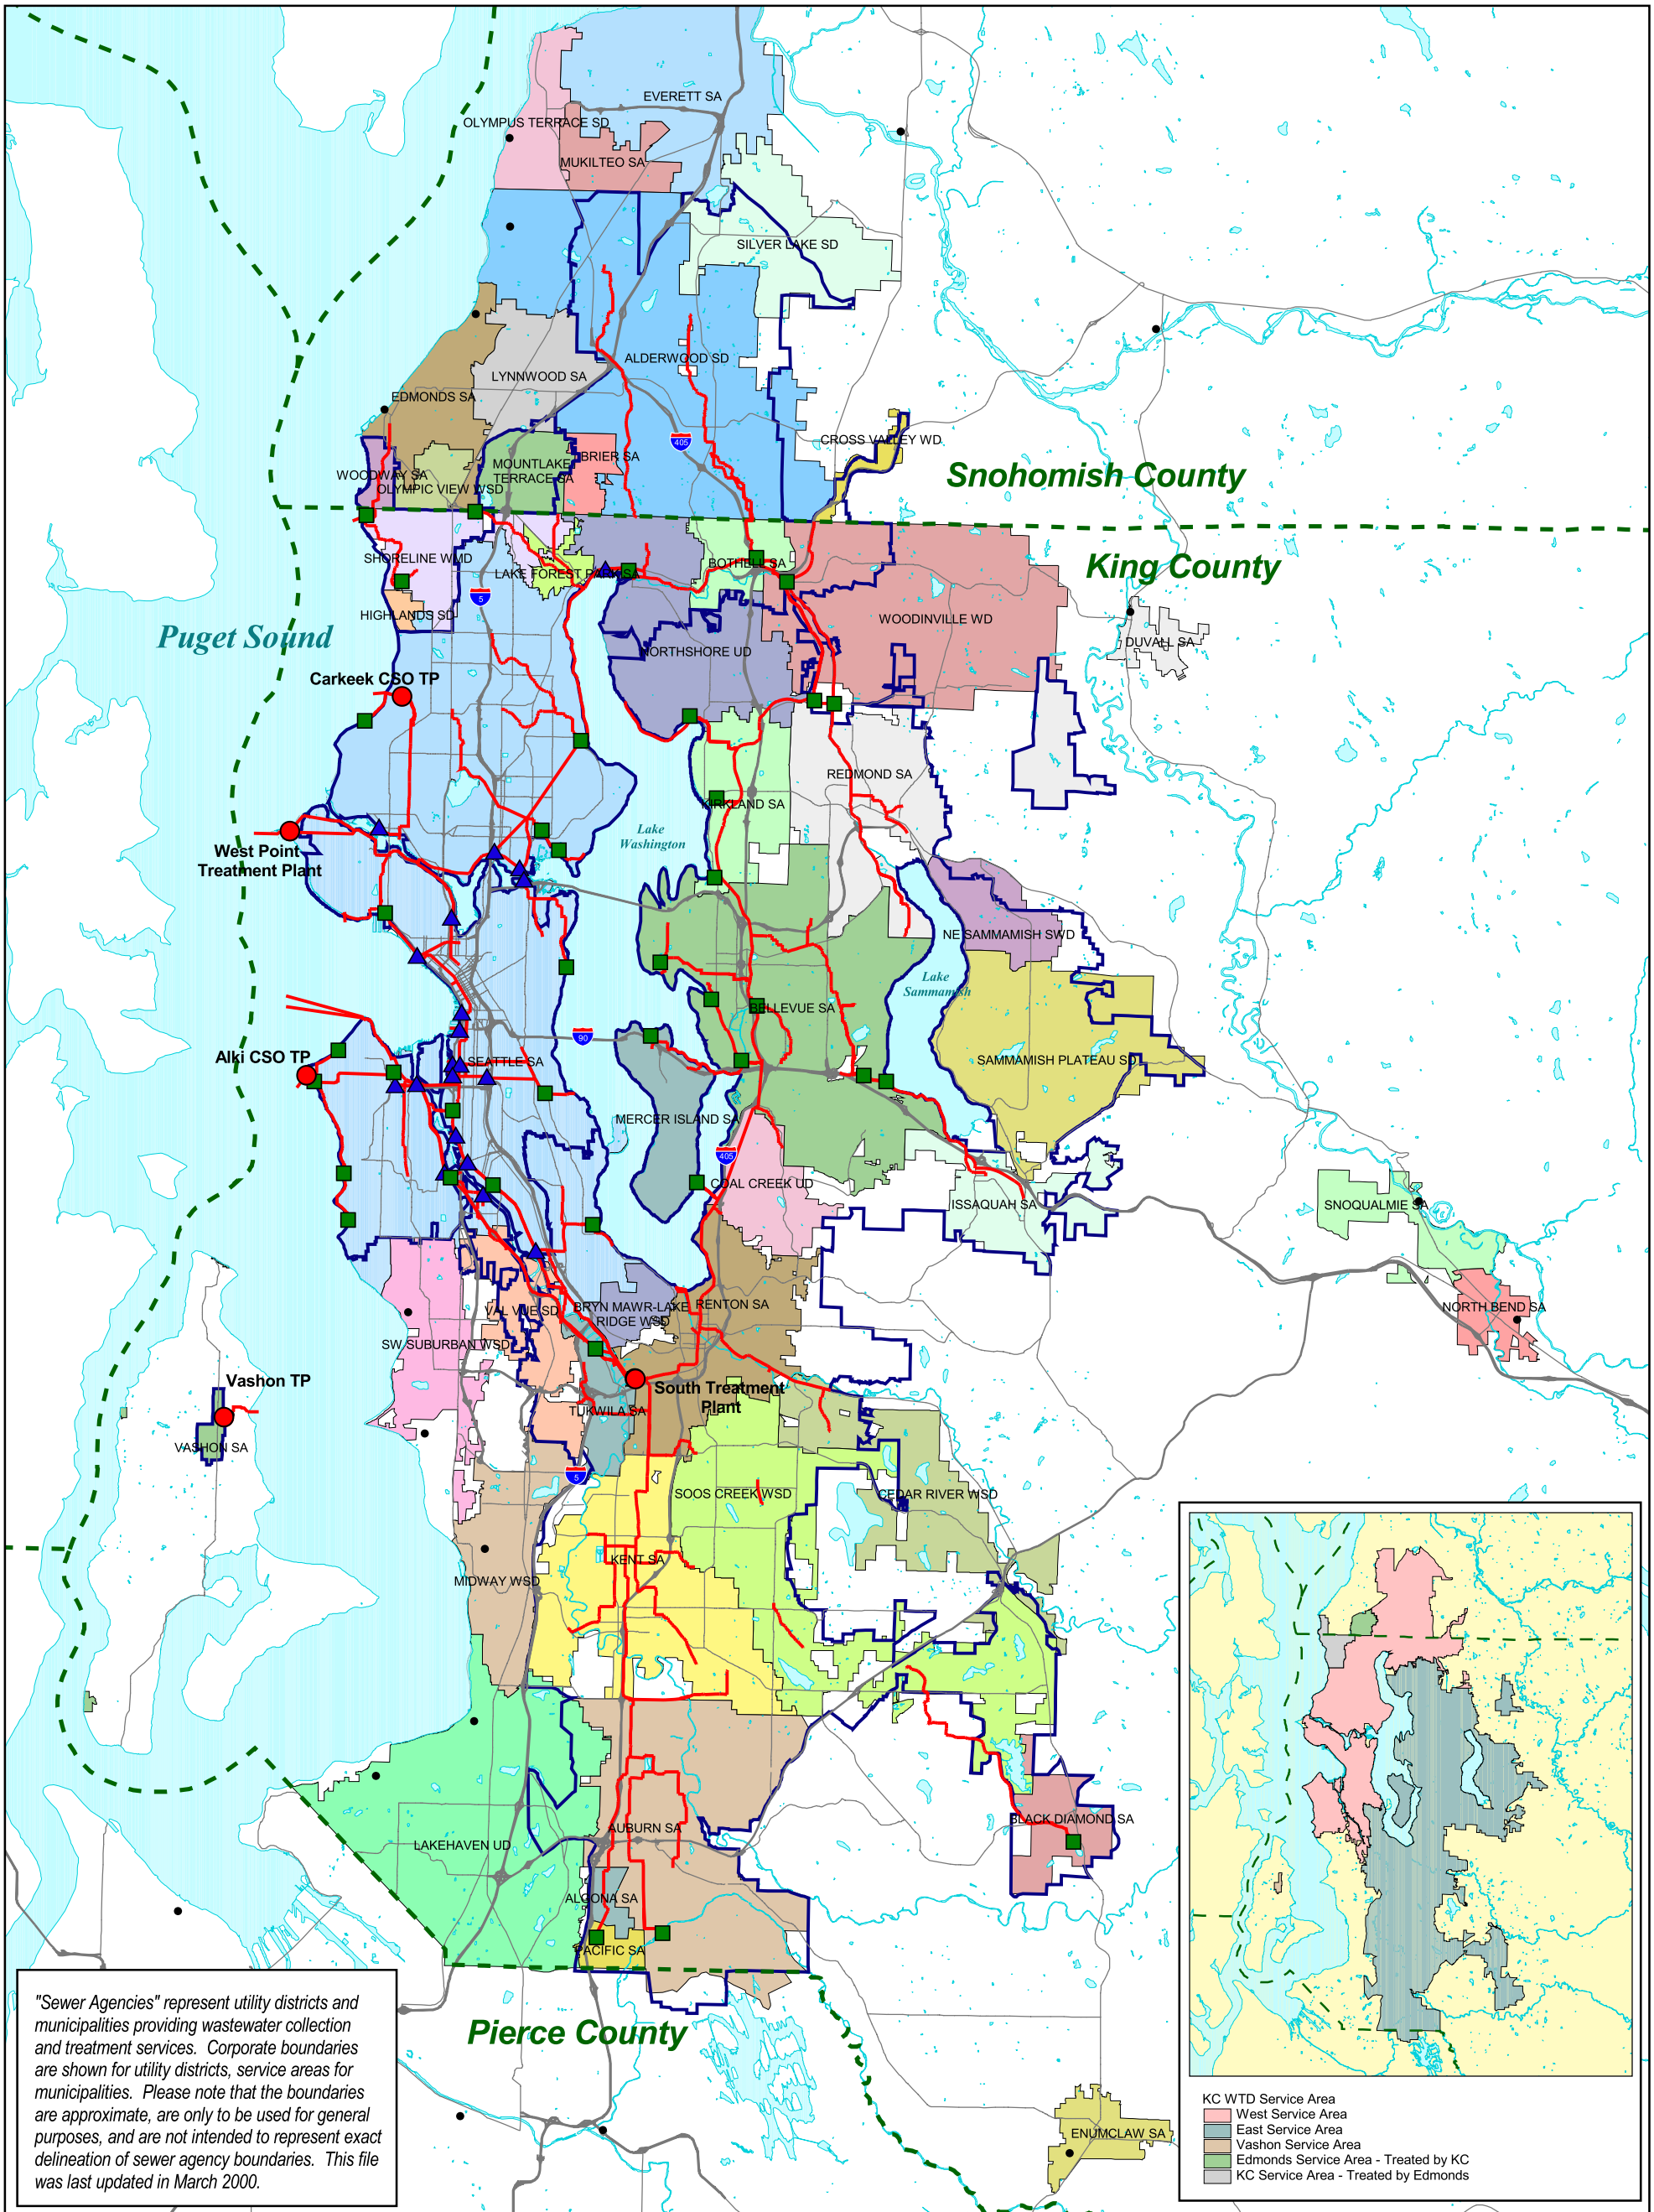 EVERETT SA
OLYMPUS TERRACE SD
MUKILTEO SA
SILVER LAKE SD
ALDERWOOD SD
LYNNWOOD SA
EDMONDS SA
CROSS VALLEY WD
405
BRIER SA
MOUNTLAKE
TERRACE SA
WOODWAY SA
OLYMPIC VIEW WSD
Snohomish County
King County
SHORELINE WMD
LAKE FOREST PARK SA
BOTHELL SA
5
HIGHLANDS SD
WOODINVILLE WD
DUVALL SA
Puget Sound
NORTHSHORE UD
Carkeek CSO TP
REDMOND SA
KIRKLAND SA
Lake
Washington
West Point
Treatment Plant
NE SAMMAMISH SWD
Lake
Sammamish
BELLEVUE SA
90
Alki CSO TP
SEATTLE SA
SAMMAMISH PLATEAU SD
MERCER ISLAND SA
405
COAL CREEK UD
ISSAQUAH SA
SNOQUALMIE SA
NORTH BEND SA
VAL VUE SD
BRYN MAWR-LAKE
RIDGE WSD
RENTON SA
SW SUBURBAN WSD
Vashon TP
South Treatment
Plant
TUKWILA SA
VASHON SA
5
SOOS CREEK WSD
CEDAR RIVER WSD
KENT SA
MIDWAY WSD
BLACK DIAMOND SA
AUBURN SA
LAKEHAVEN UD
ALGONA SA
PACIFIC SA
Pierce County
ENUMCLAW SA
"Sewer Agencies" represent utility districts and
municipalities providing wastewater collection
and treatment services. Corporate boundaries
are shown for utility districts, service areas for
municipalities. Please note that the boundaries
are approximate, are only to be used for general
purposes, and are not intended to represent exact
delineation of sewer agency boundaries. This file
was last updated in March 2000.
KC WTD Service Area
West Service Area
East Service Area
Vashon Service Area
Edmonds Service Area - Treated by KC
KC Service Area - Treated by Edmonds